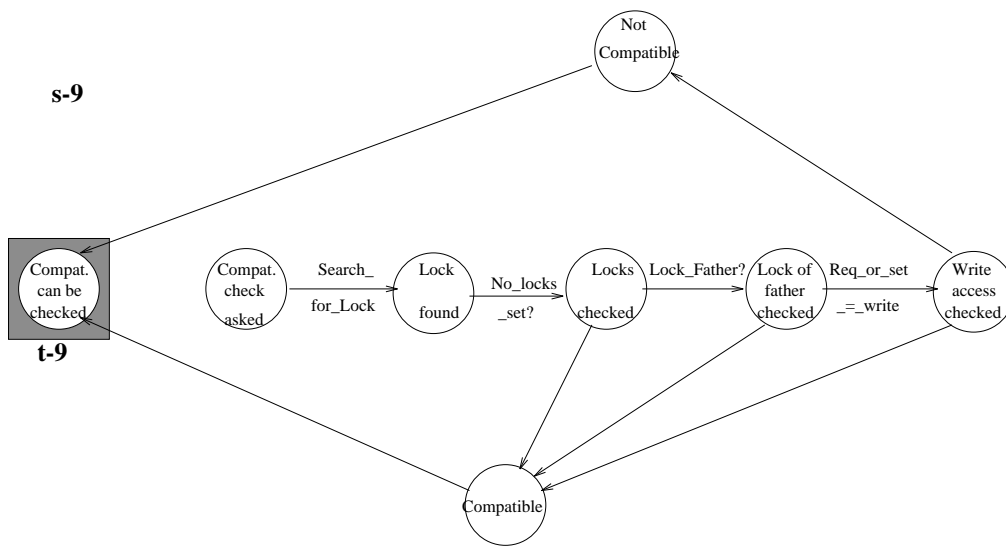 Not
Compatible
s-9
Compat.
can be
checked
t-9
Compat.
check
asked
Search_
for_Lock
Lock
found
No_locks
_set?
Locks
checked
Lock_Father?
Lock of
father
checked
Req_or_set
_=_write
Write
access
checked
Compatible